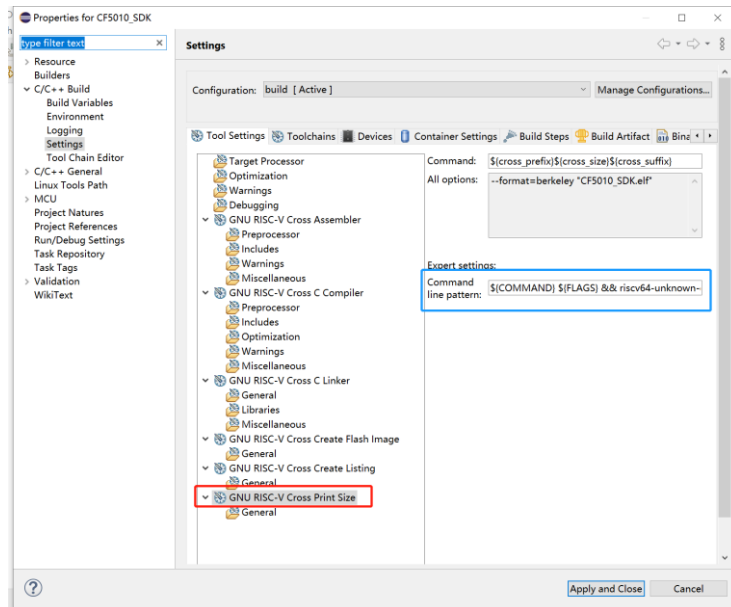 Properties for CF5010_SDK
type filter text
Settings
Resource
Builders
C/C++ Build
Build Variables
Environment
Logging
Settings
Tool Chain Editor
C/C++ General
Linux Tools Path
MCU
Project Natures
Project References
Run/Debug Settings
Task Repository
Task Tags
Validation
WikiText
Configuration: build [ Active ]
Manage Configurations...
Tool Settings Toolchains Devices Container Settings Build Steps Build Artifact Bina
Target Processor
Optimization
Warnings
Debugging
GNU RISC-V Cross Assembler
Preprocessor
Includes
Warnings
Miscellaneous
GNU RISC-V Cross C Compiler
Preprocessor
Includes
Optimization
Warnings
Miscellaneous
GNU RISC-V Cross C Linker
General
Libraries
Miscellaneous
GNU RISC-V Cross Create Flash Image
General
GNU RISC-V Cross Create Listing
General
GNU RISC-V Cross Print Size
General
Command: ${cross_prefix}${cross_size}${cross_suffix}
All options: --format=berkeley "CF5010_SDK.elf"
Expert settings:
Command
line pattern: ${COMMAND} ${FLAGS} && riscv64-unknown-
Apply and Close
Cancel